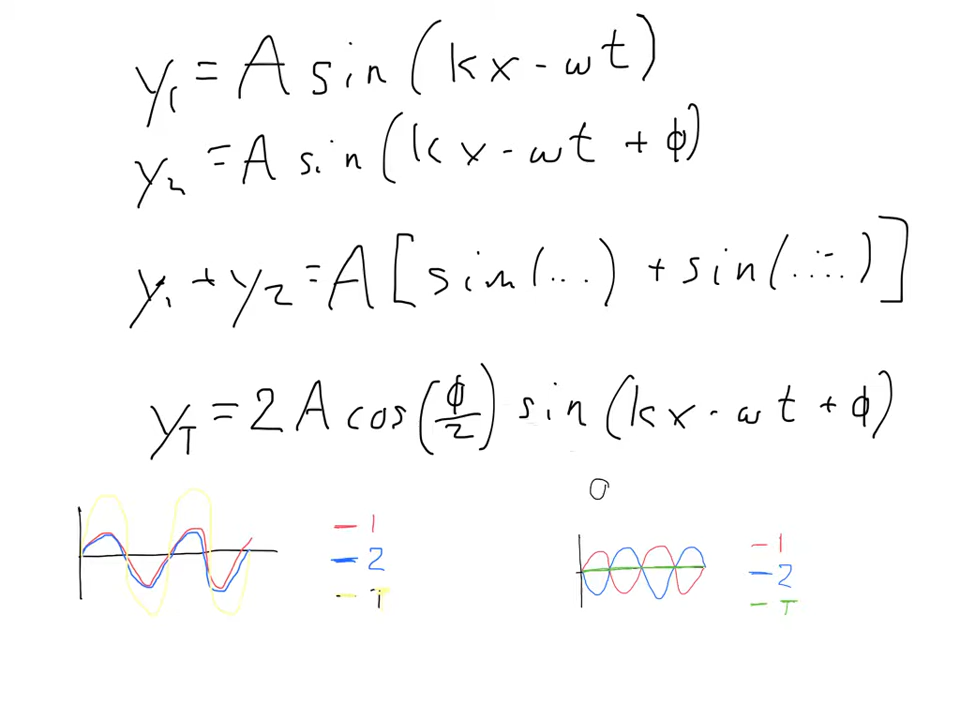 y₁ = A sin(kx - ωt)
y₂ = A sin(kx - ωt + ϕ)
y₁ + y₂ = A[sin(...) + sin(.....)]
y_T = 2A cos(ϕ/2) sin(kx - ωt + ϕ)
0
- 1
- 2
- T
- 1
- 2
- T